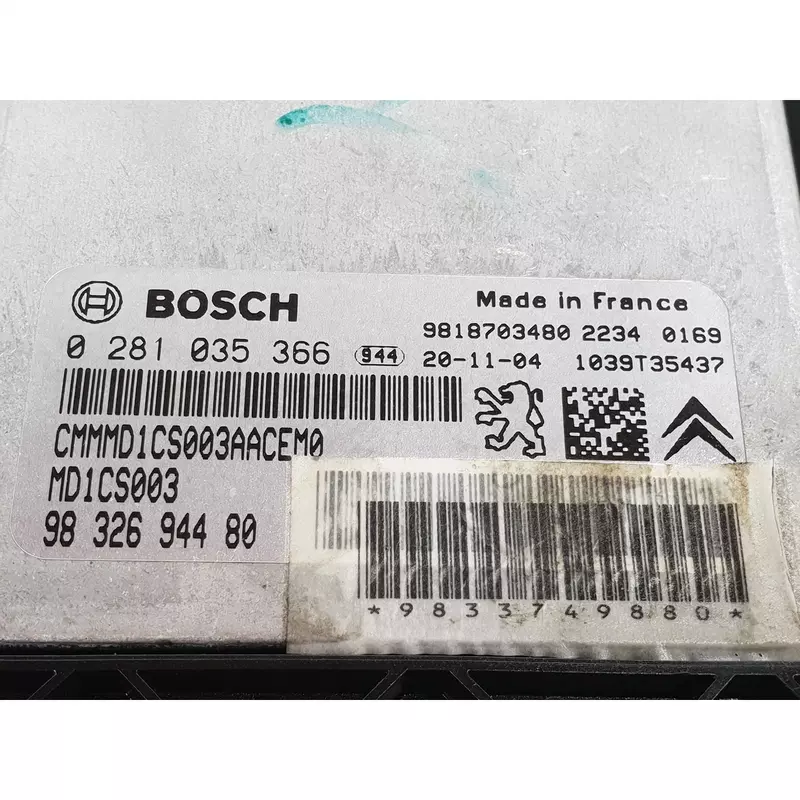 BOSCH
Made in France
9818703480 2234 0169
0 281 035 366 944 20-11-04 1039T35437
CMMMD1CS003AACEM0
MD1CS003
98 326 944 80
*9833749880*